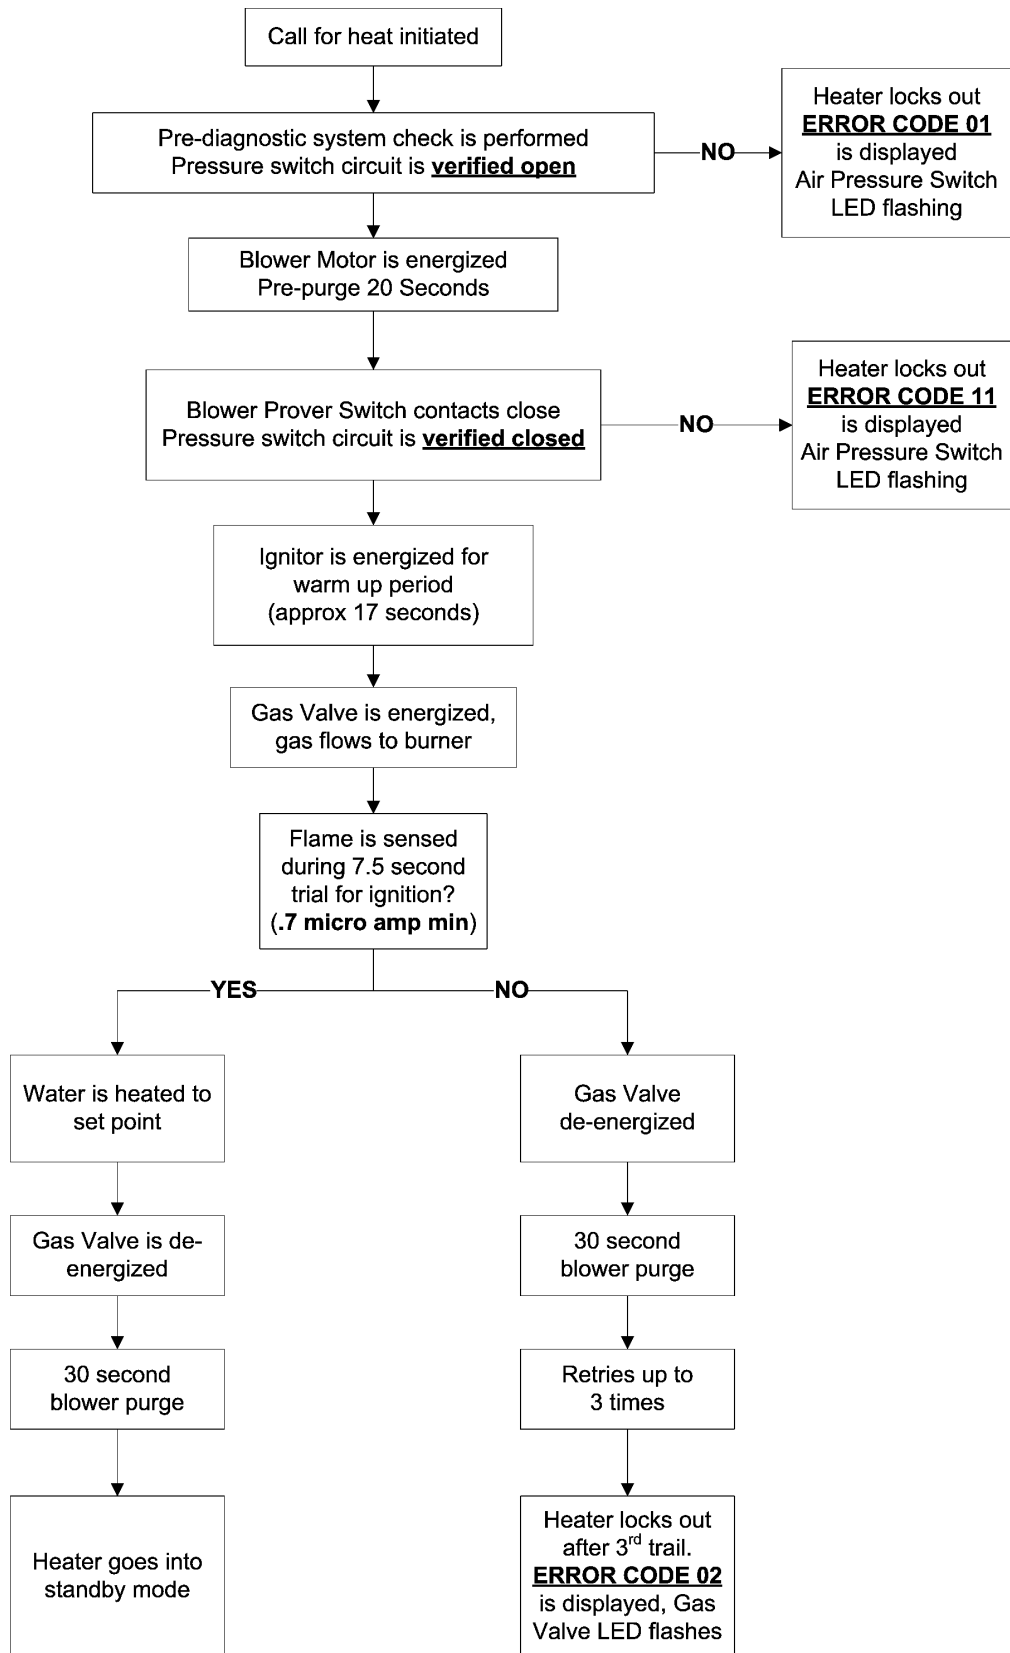 Call for heat initiated
Pre-diagnostic system check is performed
Pressure switch circuit is verified open
NO
Heater locks out
ERROR CODE 01
is displayed
Air Pressure Switch
LED flashing
Blower Motor is energized
Pre-purge 20 Seconds
Blower Prover Switch contacts close
Pressure switch circuit is verified closed
NO
Heater locks out
ERROR CODE 11
is displayed
Air Pressure Switch
LED flashing
Ignitor is energized for
warm up period
(approx 17 seconds)
Gas Valve is energized,
gas flows to burner
Flame is sensed
during 7.5 second
trial for ignition?
(.7 micro amp min)
YES
NO
Water is heated to
set point
Gas Valve is de-
energized
30 second
blower purge
Heater goes into
standby mode
Gas Valve
de-energized
30 second
blower purge
Retries up to
3 times
Heater locks out
after 3rd trail.
ERROR CODE 02
is displayed, Gas
Valve LED flashes